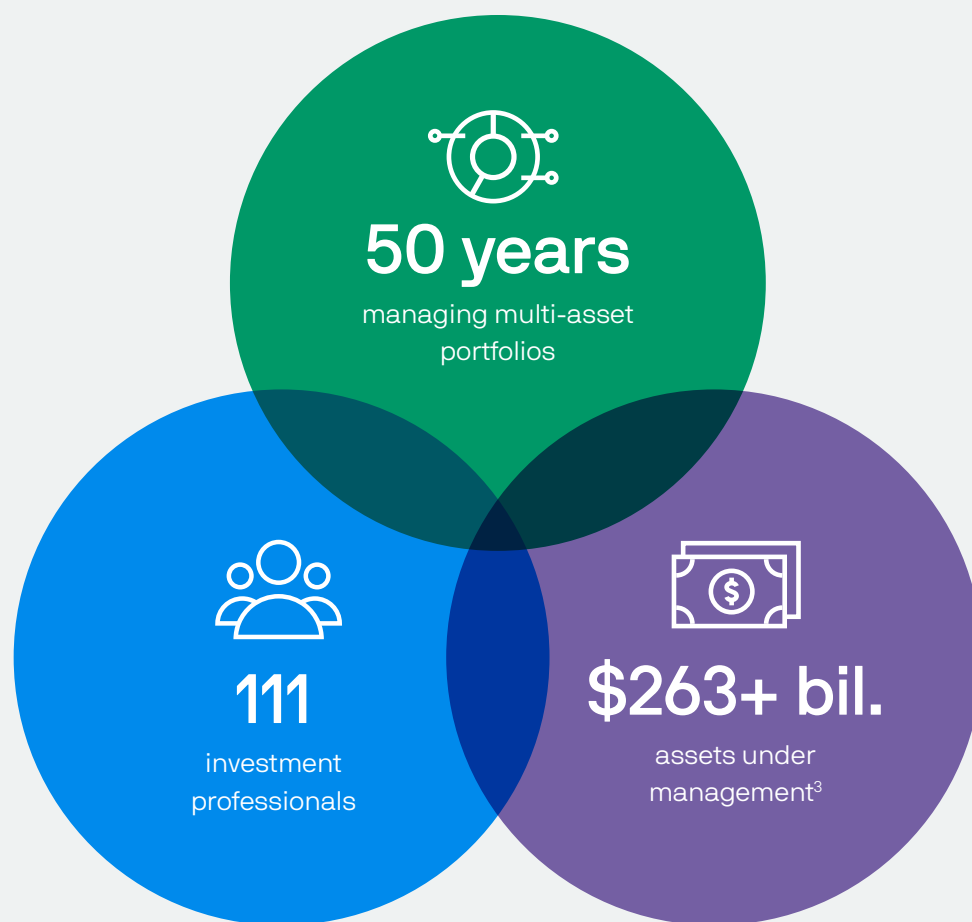 50 years
managing multi-asset
portfolios
111
investment
professionals
$263+ bil.
assets under
management³